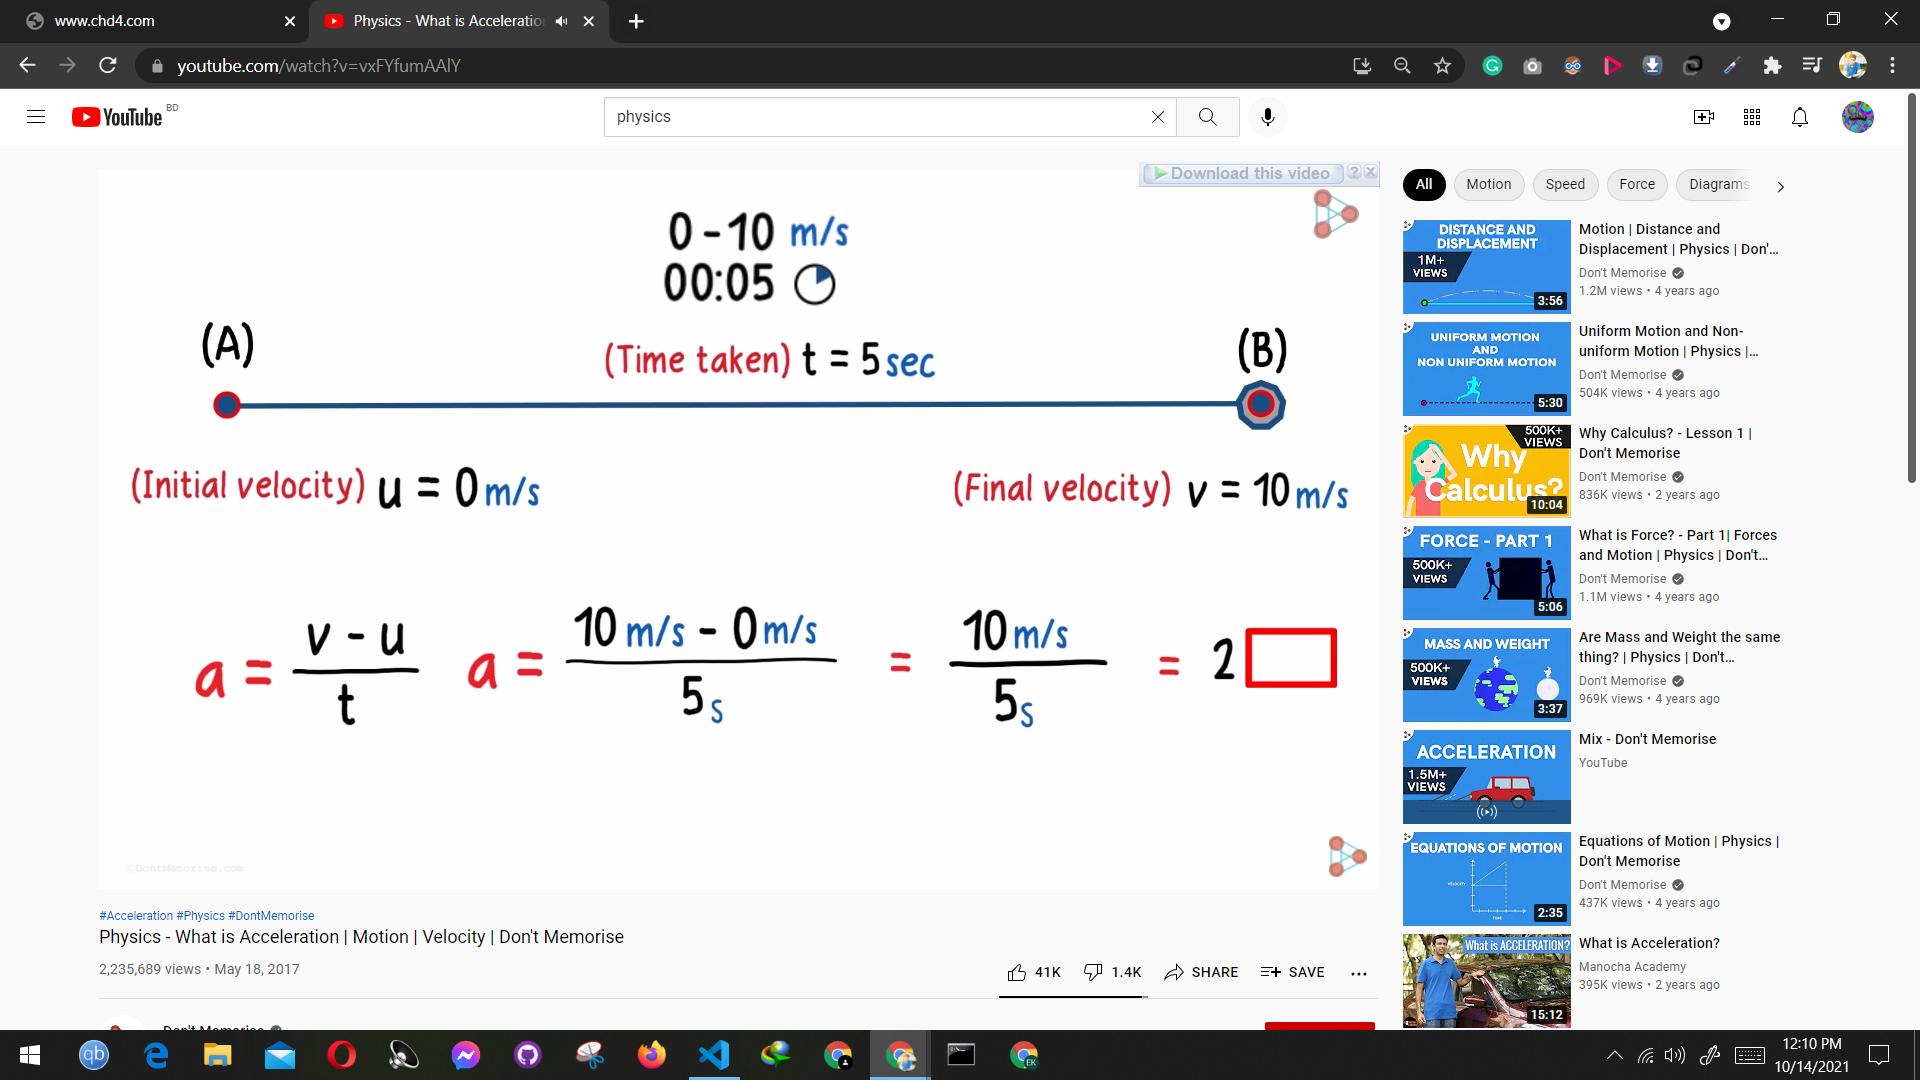 www.chd4.com
Physics - What is Acceleratio
youtube.com/watch?v=vxFYfumAAlY
YouTube BD
physics
Download this video
0 - 10 m/s
00:05
(A)
(Time taken) t = 5 sec
(B)
(Initial velocity) u = 0 m/s
(Final velocity) v = 10 m/s
a = v - u / t a = 10 m/s - 0 m/s / 5 s = 10 m/s / 5 s = 2
©DontMemorise.com
#Acceleration #Physics #DontMemorise
Physics - What is Acceleration | Motion | Velocity | Don't Memorise
2,235,689 views • May 18, 2017
41K 1.4K SHARE SAVE ...
Don't Memorise
All Motion Speed Force Diagrams
DISTANCE AND
DISPLACEMENT
1M+
VIEWS
3:56
Motion | Distance and
Displacement | Physics | Don'...
Don't Memorise
1.2M views • 4 years ago
UNIFORM MOTION
AND
NON UNIFORM MOTION
5:30
Uniform Motion and Non-
uniform Motion | Physics |...
Don't Memorise
504K views • 4 years ago
500K+
VIEWS
Why
Calculus?
10:04
Why Calculus? - Lesson 1 |
Don't Memorise
Don't Memorise
836K views • 2 years ago
FORCE - PART 1
500K+
VIEWS
5:06
What is Force? - Part 1| Forces
and Motion | Physics | Don't...
Don't Memorise
1.1M views • 4 years ago
MASS AND WEIGHT
500K+
VIEWS
3:37
Are Mass and Weight the same
thing? | Physics | Don't...
Don't Memorise
969K views • 4 years ago
ACCELERATION
1.5M+
VIEWS
Mix - Don't Memorise
YouTube
EQUATIONS OF MOTION
VELOCITY
TIME
2:35
Equations of Motion | Physics |
Don't Memorise
Don't Memorise
437K views • 4 years ago
What is ACCELERATION?
15:12
What is Acceleration?
Manocha Academy
395K views • 2 years ago
qb
EK
12:10 PM
10/14/2021